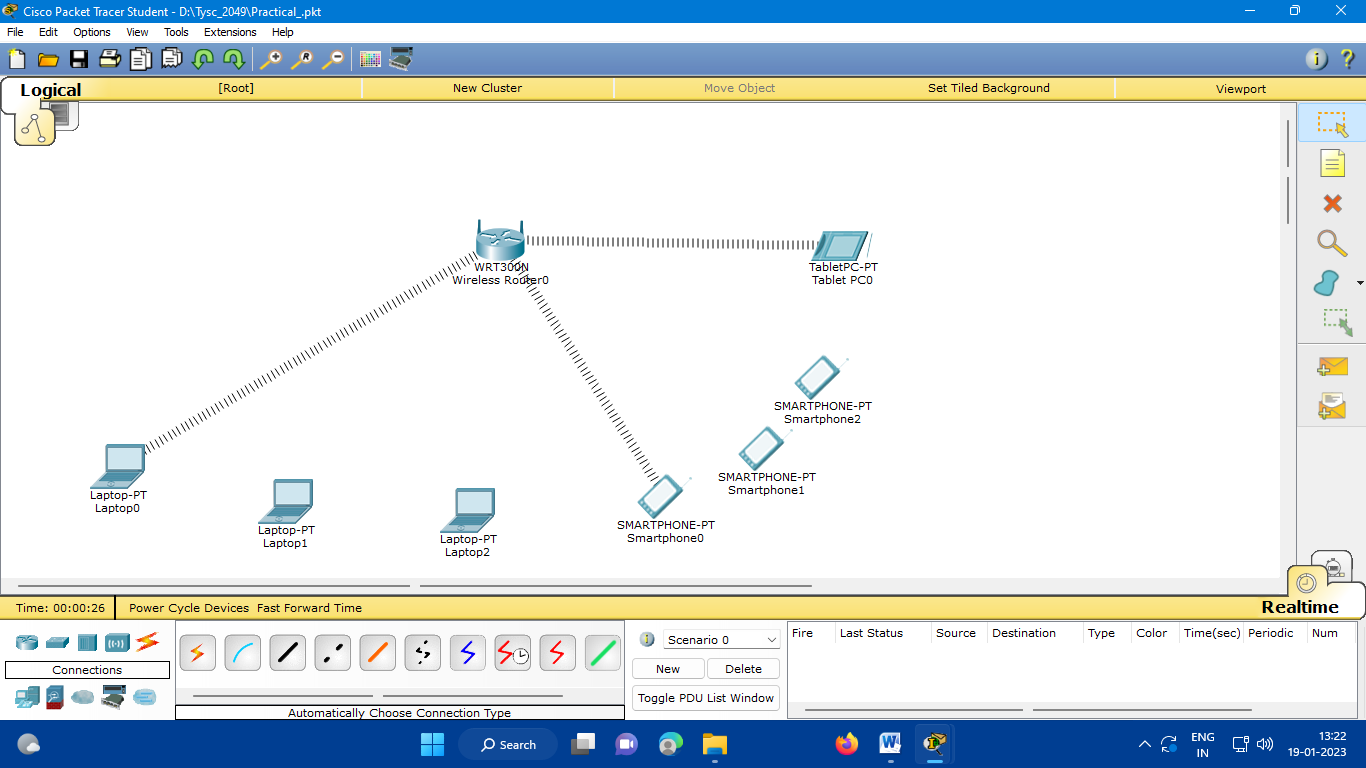 Cisco Packet Tracer Student - D:\Tysc_2049\Practical_.pkt
File Edit Options View Tools Extensions Help
Logical [Root] New Cluster Move Object Set Tiled Background Viewport
WRT300N
Wireless Router0
TabletPC-PT
Tablet PC0
SMARTPHONE-PT
Smartphone2
SMARTPHONE-PT
Smartphone1
SMARTPHONE-PT
Smartphone0
Laptop-PT
Laptop0
Laptop-PT
Laptop1
Laptop-PT
Laptop2
Time: 00:00:26 Power Cycle Devices Fast Forward Time Realtime
Connections
Automatically Choose Connection Type
Scenario 0
New Delete
Toggle PDU List Window
Fire Last Status Source Destination Type Color Time(sec) Periodic Num
Search
ENG
IN
13:22
19-01-2023